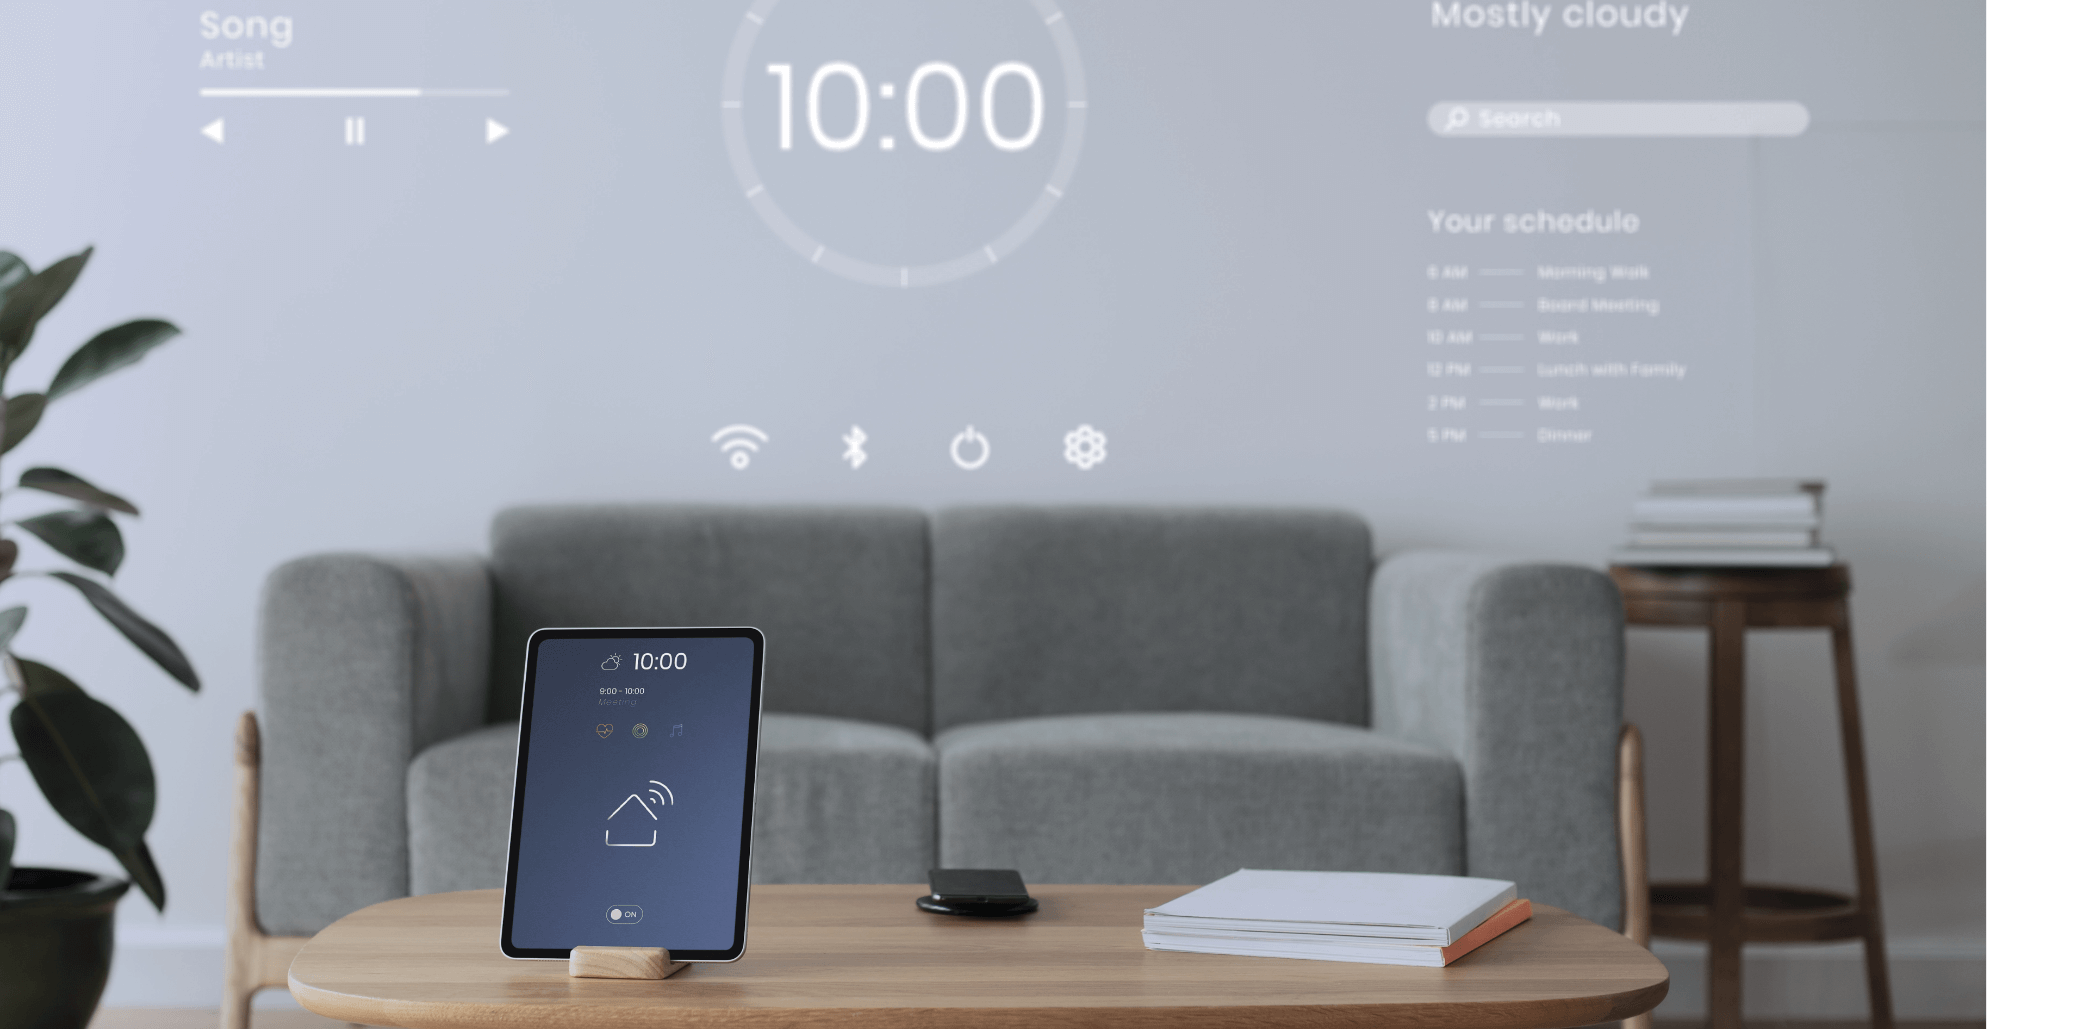 Song
Artist
10:00
Mostly cloudy
Search
Your schedule
6 AM Morning Walk
8 AM Board Meeting
10 AM Work
12 PM Lunch with Family
2 PM Work
5 PM Dinner
10:00
9:00 - 10:00
Meeting
ON